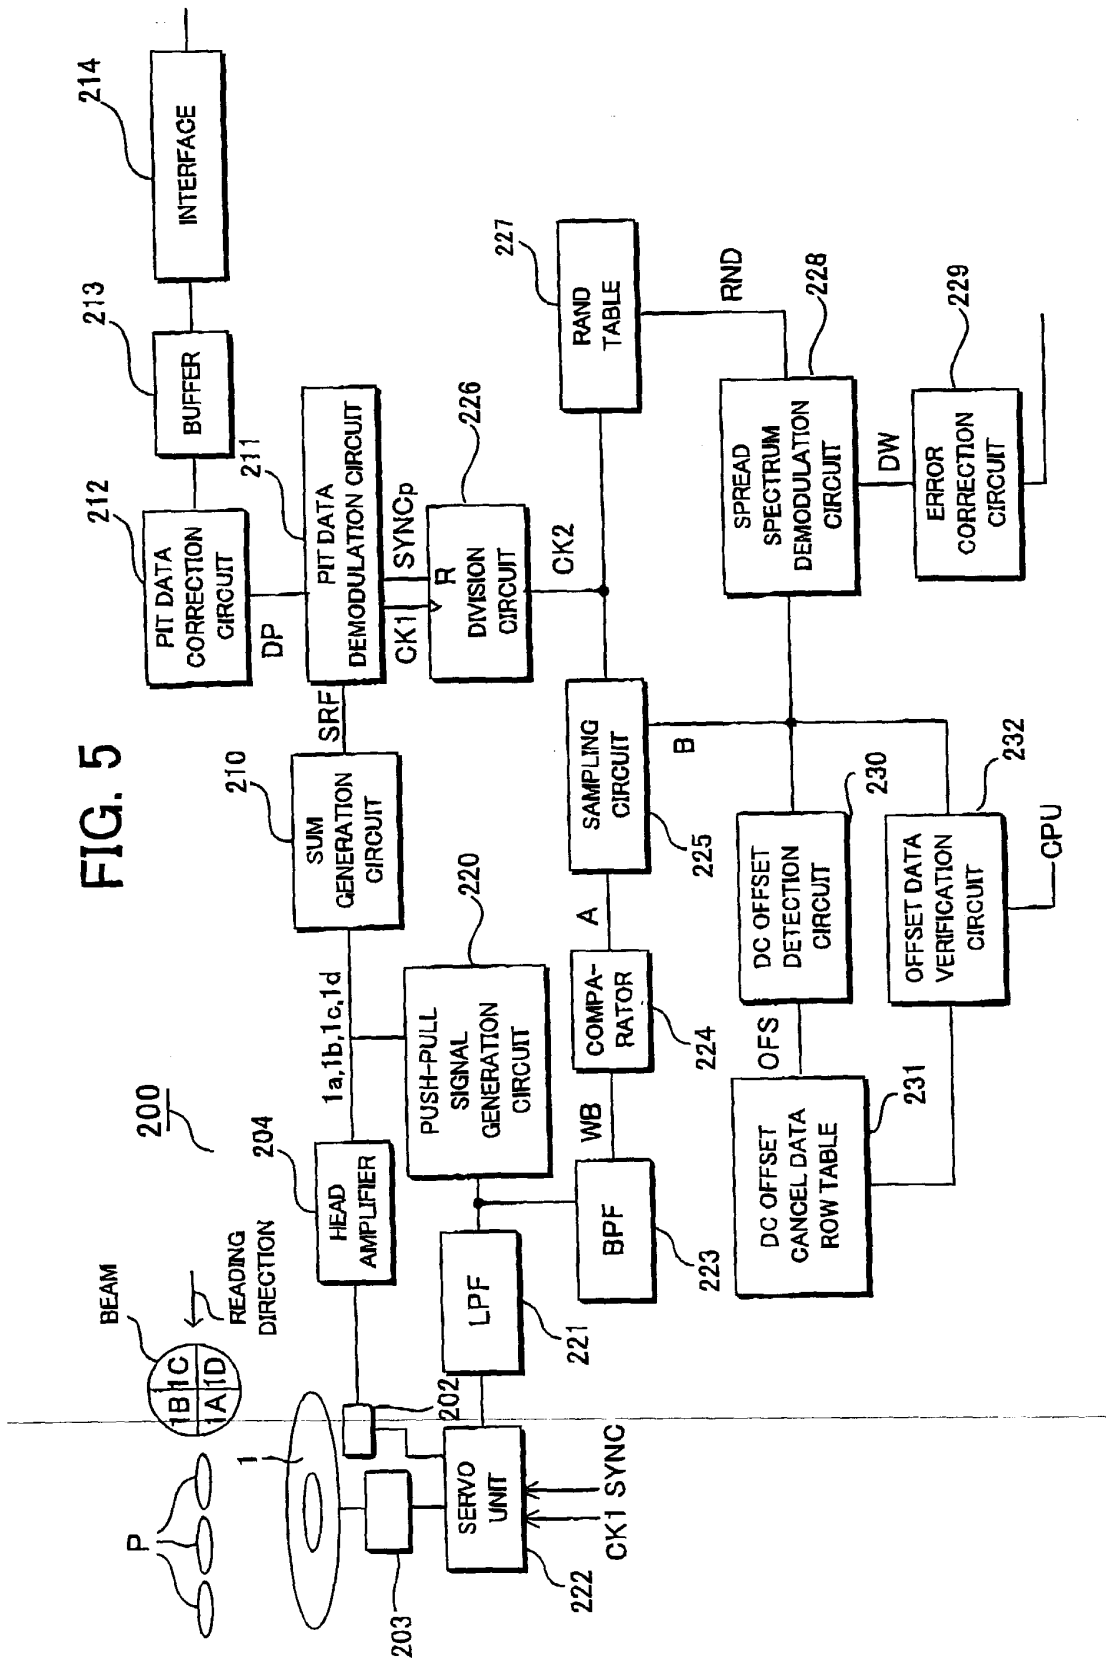 FIG. 5
200
BEAM
1B 1C
1A 1D
READING
DIRECTION
P
1
202
203
204
HEAD
AMPLIFIER
1a,1b,1c,1d
210
SUM
GENERATION
CIRCUIT
SRF
211
PIT DATA
DEMODULATION CIRCUIT
DP
212
PIT DATA
CORRECTION
CIRCUIT
213
BUFFER
214
INTERFACE
CK1
SYNCp
R
DIVISION
CIRCUIT
226
CK2
220
PUSH-PULL
SIGNAL
GENERATION
CIRCUIT
LPF
221
SERVO
UNIT
222
CK1
SYNC
BPF
223
WB
COMPA-
RATOR
224
A
SAMPLING
CIRCUIT
225
B
227
RAND
TABLE
RND
SPREAD
SPECTRUM
DEMODULATION
CIRCUIT
228
DW
ERROR
CORRECTION
CIRCUIT
229
DC OFFSET
DETECTION
CIRCUIT
230
OFS
DC OFFSET
CANCEL DATA
ROW TABLE
231
OFFSET DATA
VERIFICATION
CIRCUIT
232
CPU